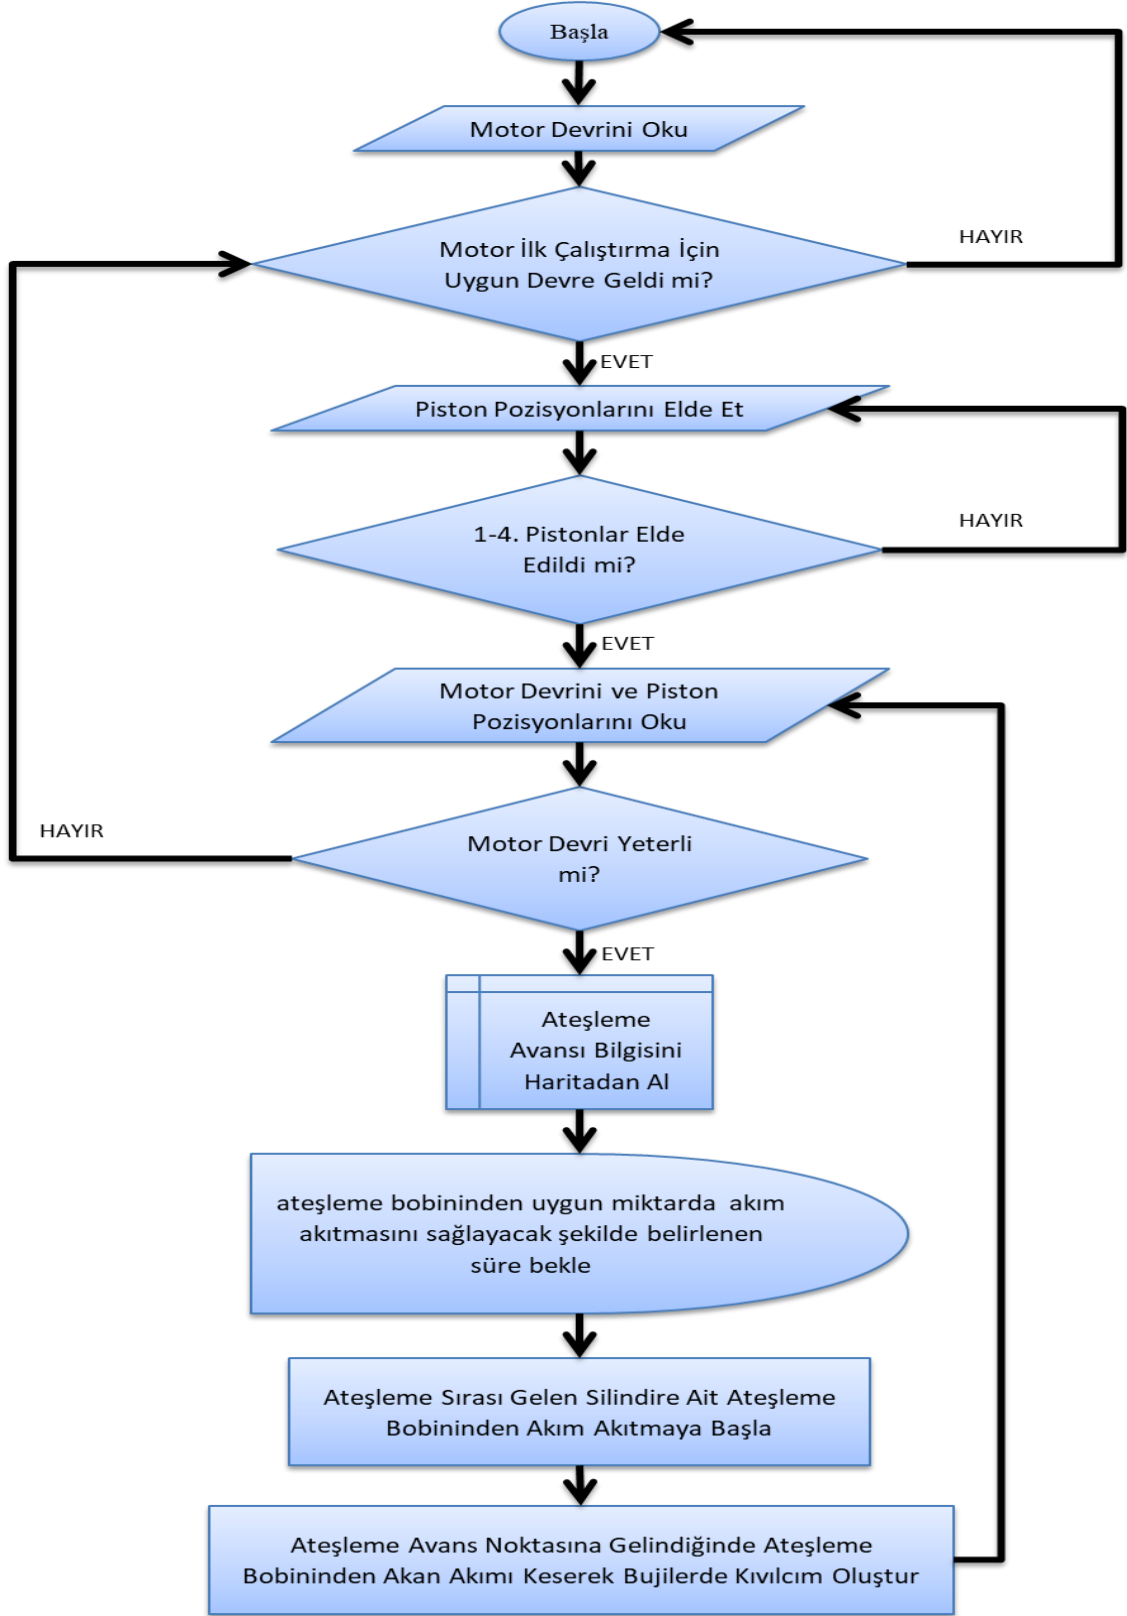 Başla
Motor Devrini Oku
HAYIR
Motor İlk Çalıştırma İçin
Uygun Devre Geldi mi?
EVET
Piston Pozisyonlarını Elde Et
HAYIR
1-4. Pistonlar Elde
Edildi mi?
EVET
Motor Devrini ve Piston
Pozisyonlarını Oku
HAYIR
Motor Devri Yeterli
mi?
EVET
Ateşleme
Avansı Bilgisini
Haritadan Al
ateşleme bobininden uygun miktarda akım
akıtmasını sağlayacak şekilde belirlenen
süre bekle
Ateşleme Sırası Gelen Silindire Ait Ateşleme
Bobininden Akım Akıtmaya Başla
Ateşleme Avans Noktasına Gelindiğinde Ateşleme
Bobininden Akan Akımı Keserek Bujilerde Kıvılcım Oluştur